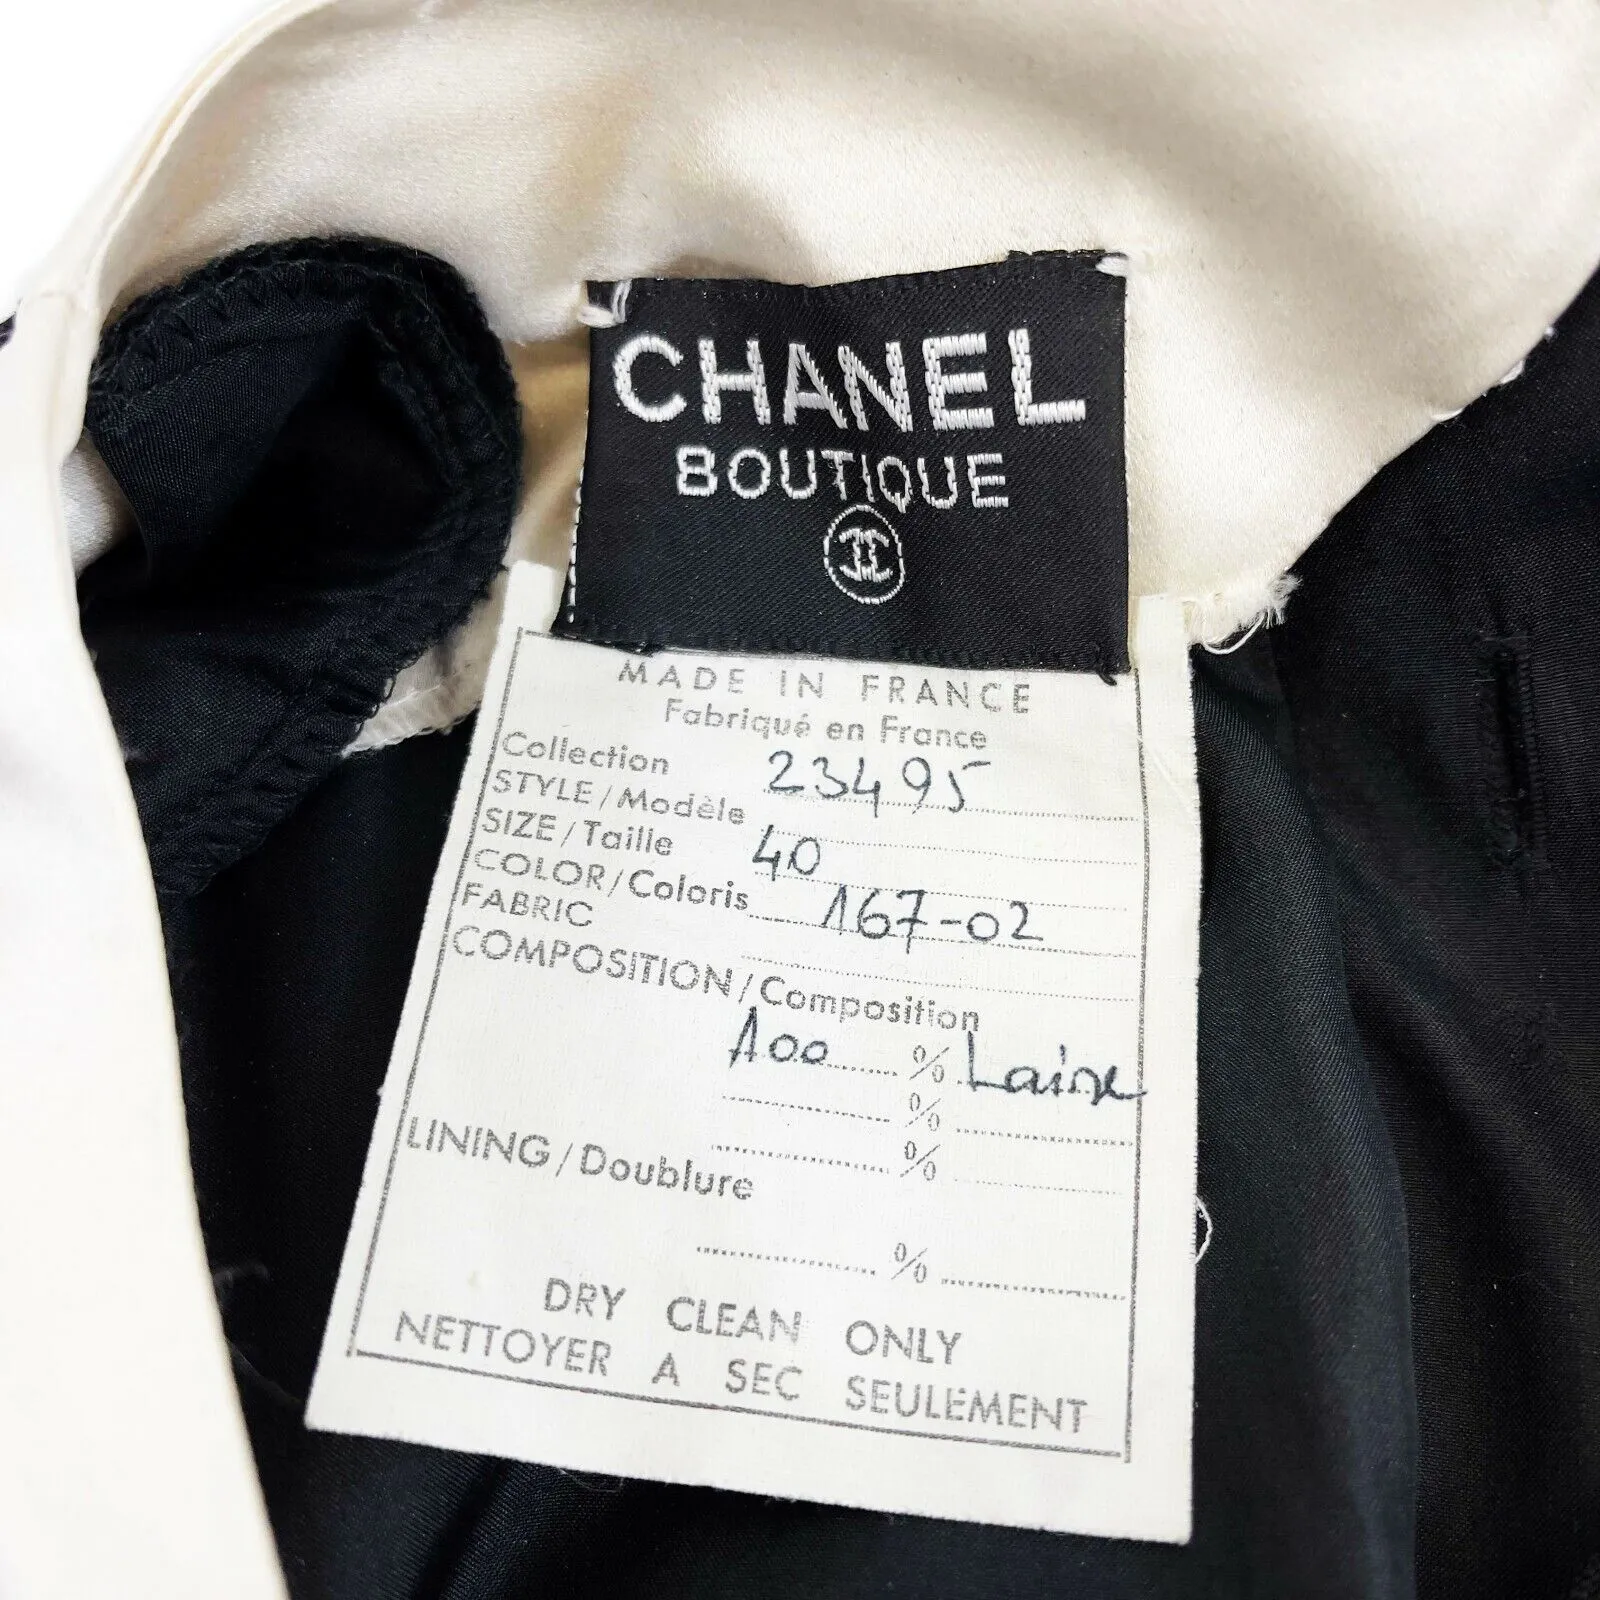 CHANEL
BOUTIQUE
MADE IN FRANCE
Fabriqué en France
Collection
STYLE/Modèle 23495
SIZE/Taille 40
COLOR/Coloris 167-02
FABRIC
COMPOSITION/Composition
100 % Laine
%
%
LINING/Doublure
%
DRY CLEAN ONLY
NETTOYER A SEC SEULEMENT